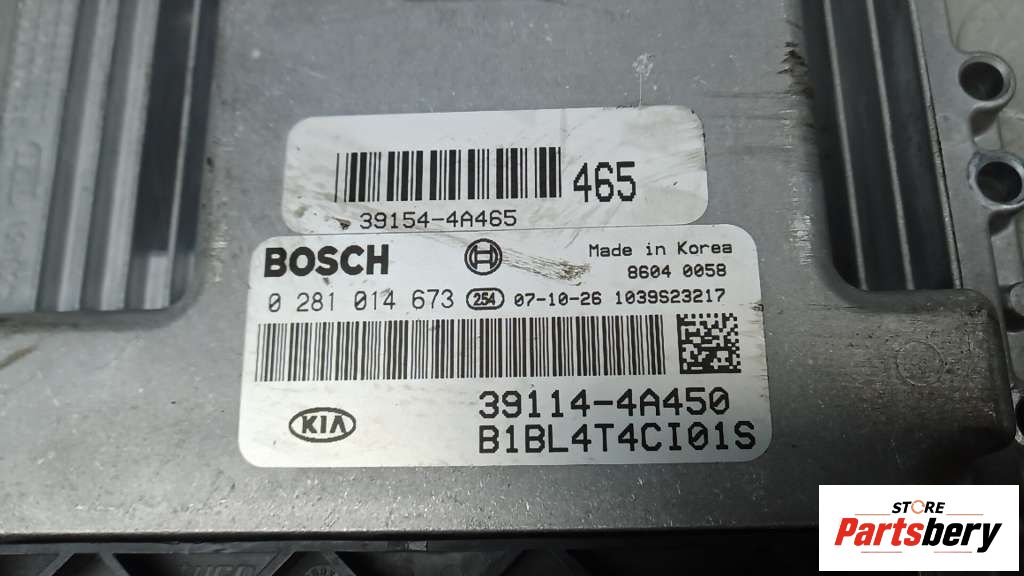 465
39154-4A465
BOSCH
Made in Korea
8604 0058
0 281 014 673 254 07-10-26 1039S23217
39114-4A450
KIA
B1BL4T4CI01S
STORE
Partsbery